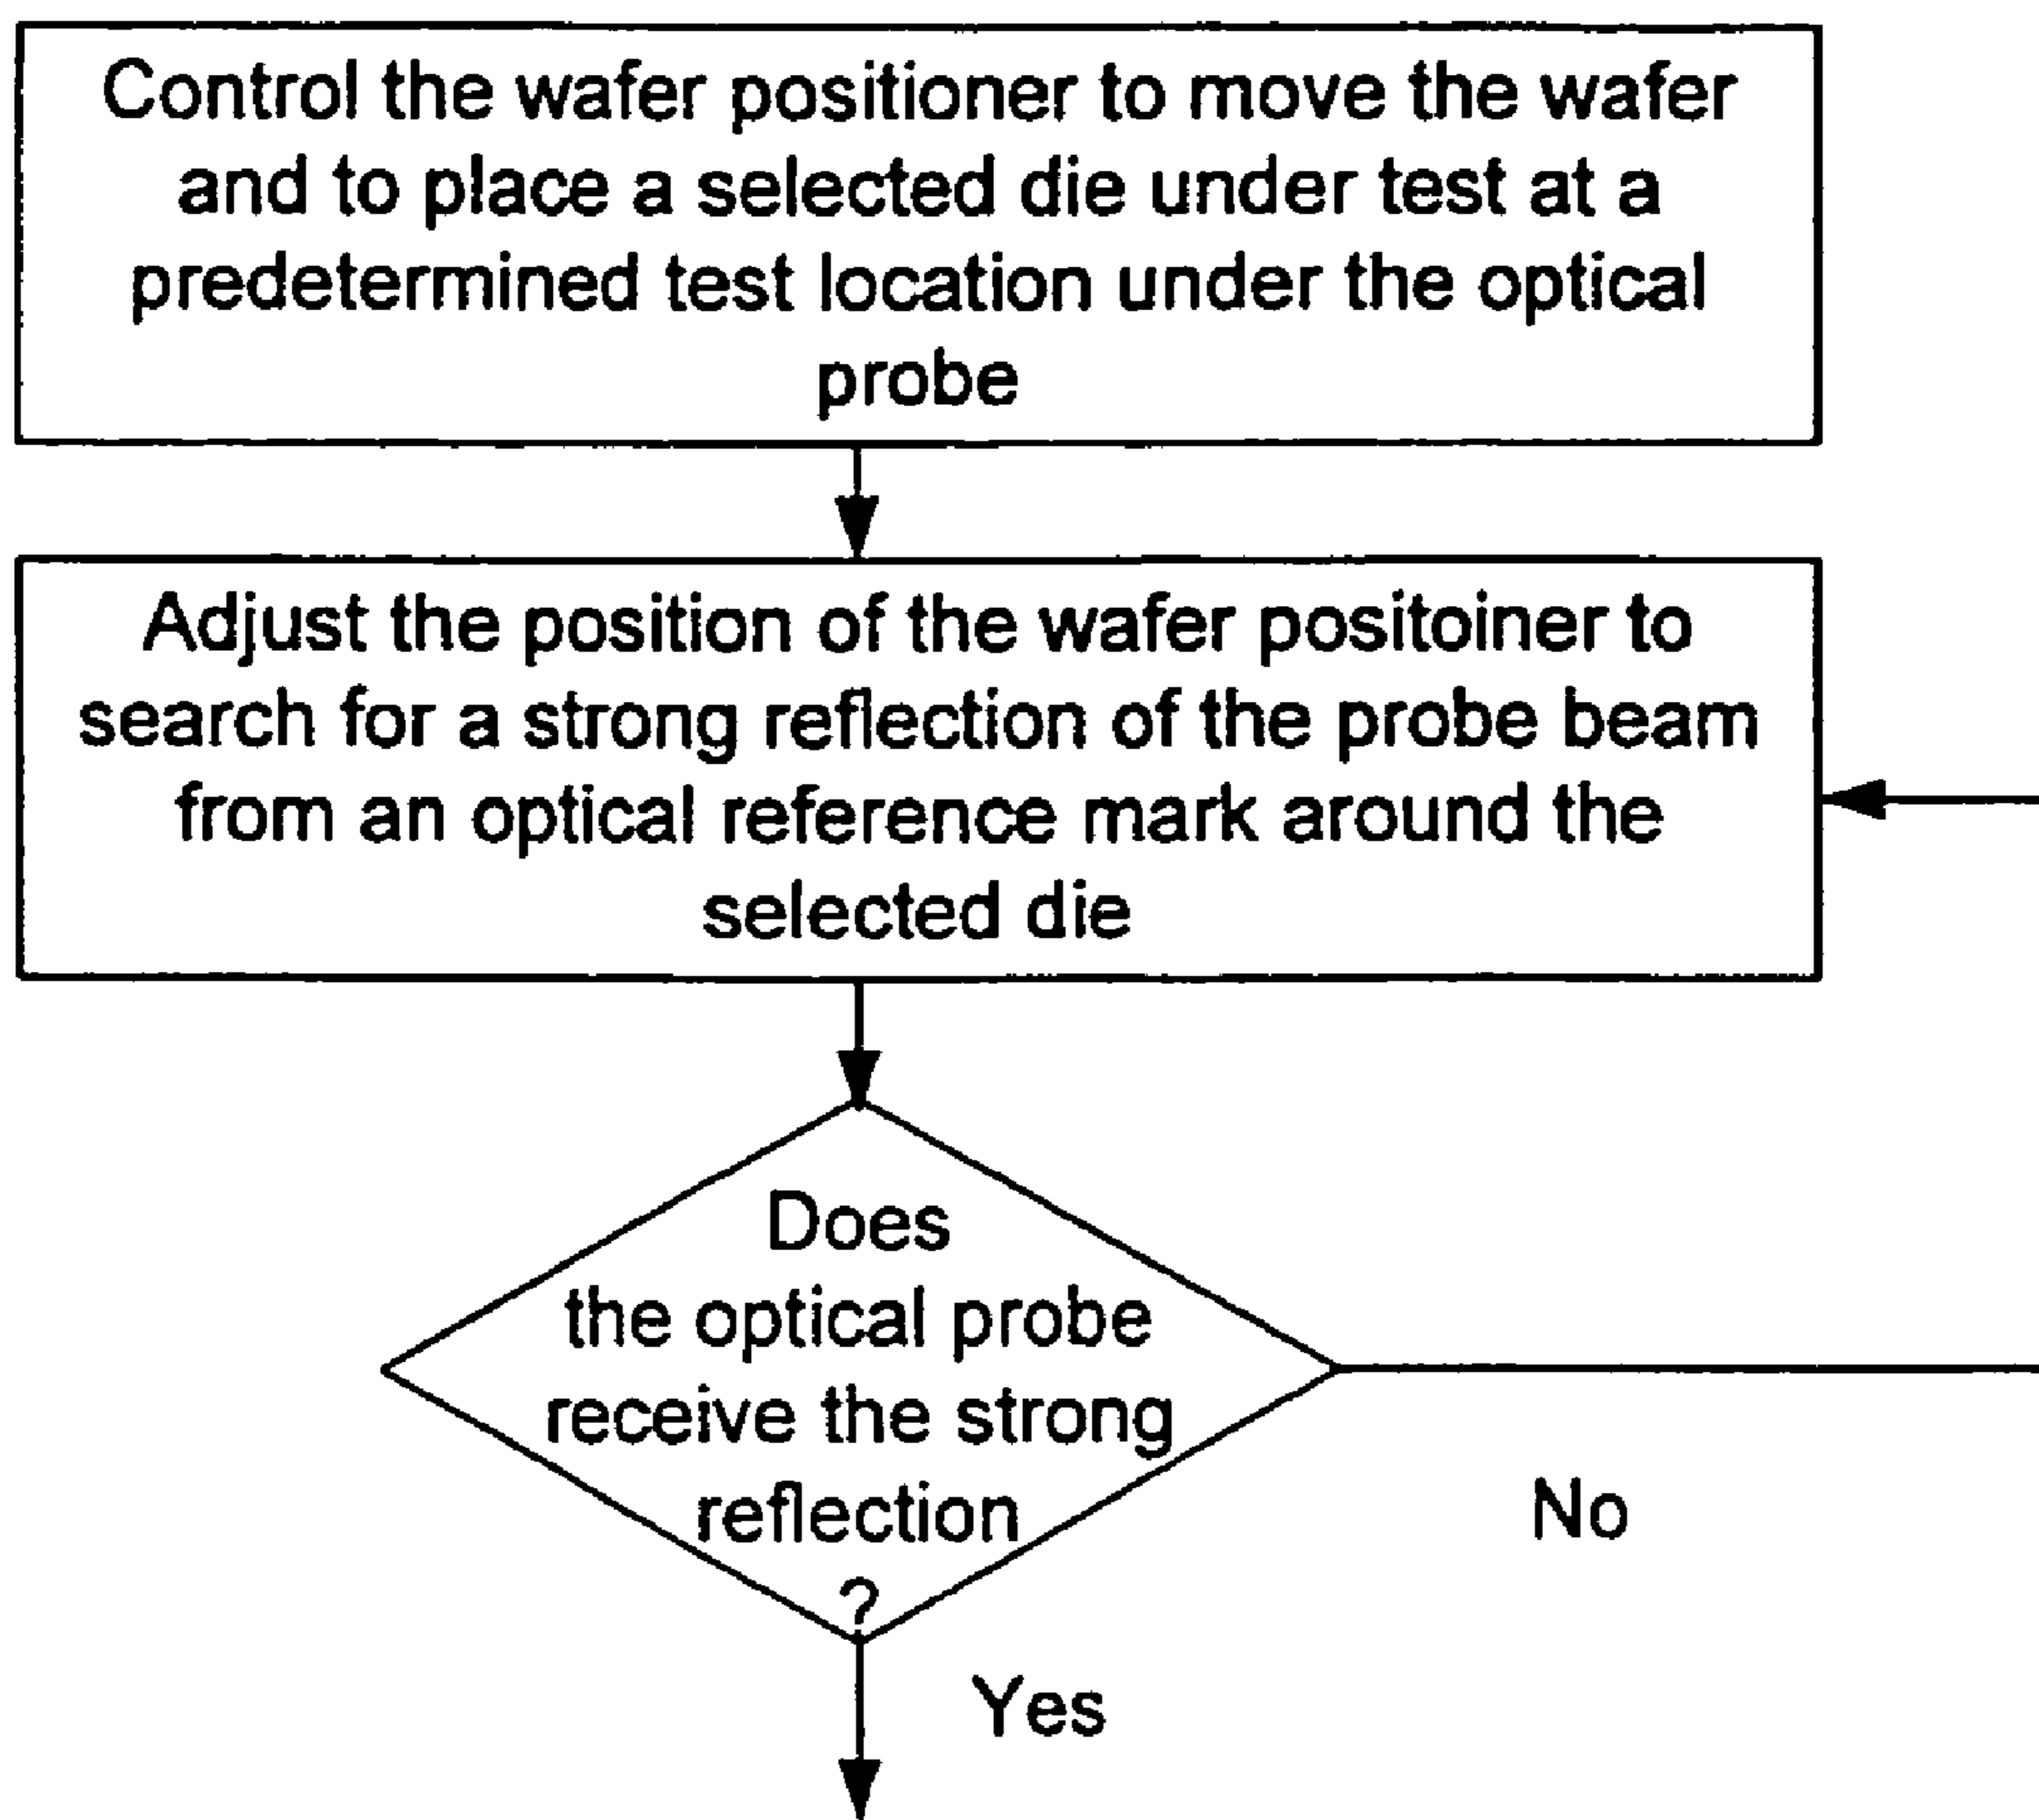 Control the wafer positioner to move the wafer
and to place a selected die under test at a
predetermined test location under the optical
probe
Adjust the position of the wafer positoiner to
search for a strong reflection of the probe beam
from an optical reference mark around the
selected die
Does
the optical probe
receive the strong
reflection
?
No
Yes